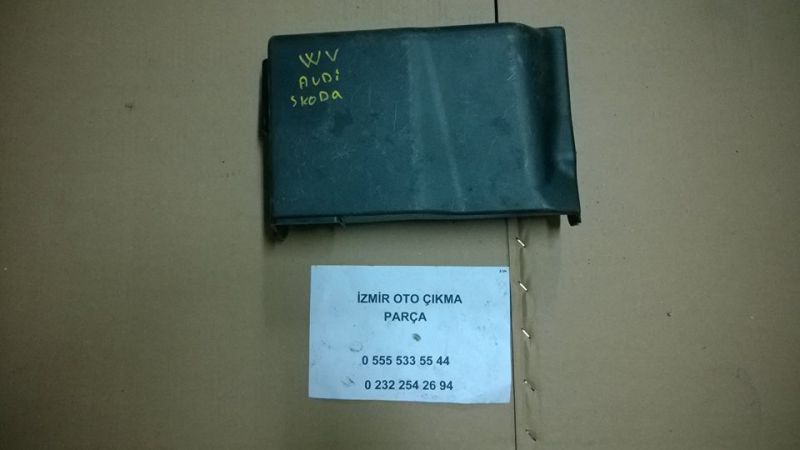 WV
AUDİ
SKODa
İZMİR OTO ÇIKMA
PARÇA
0 555 533 55 44
0 232 254 26 94